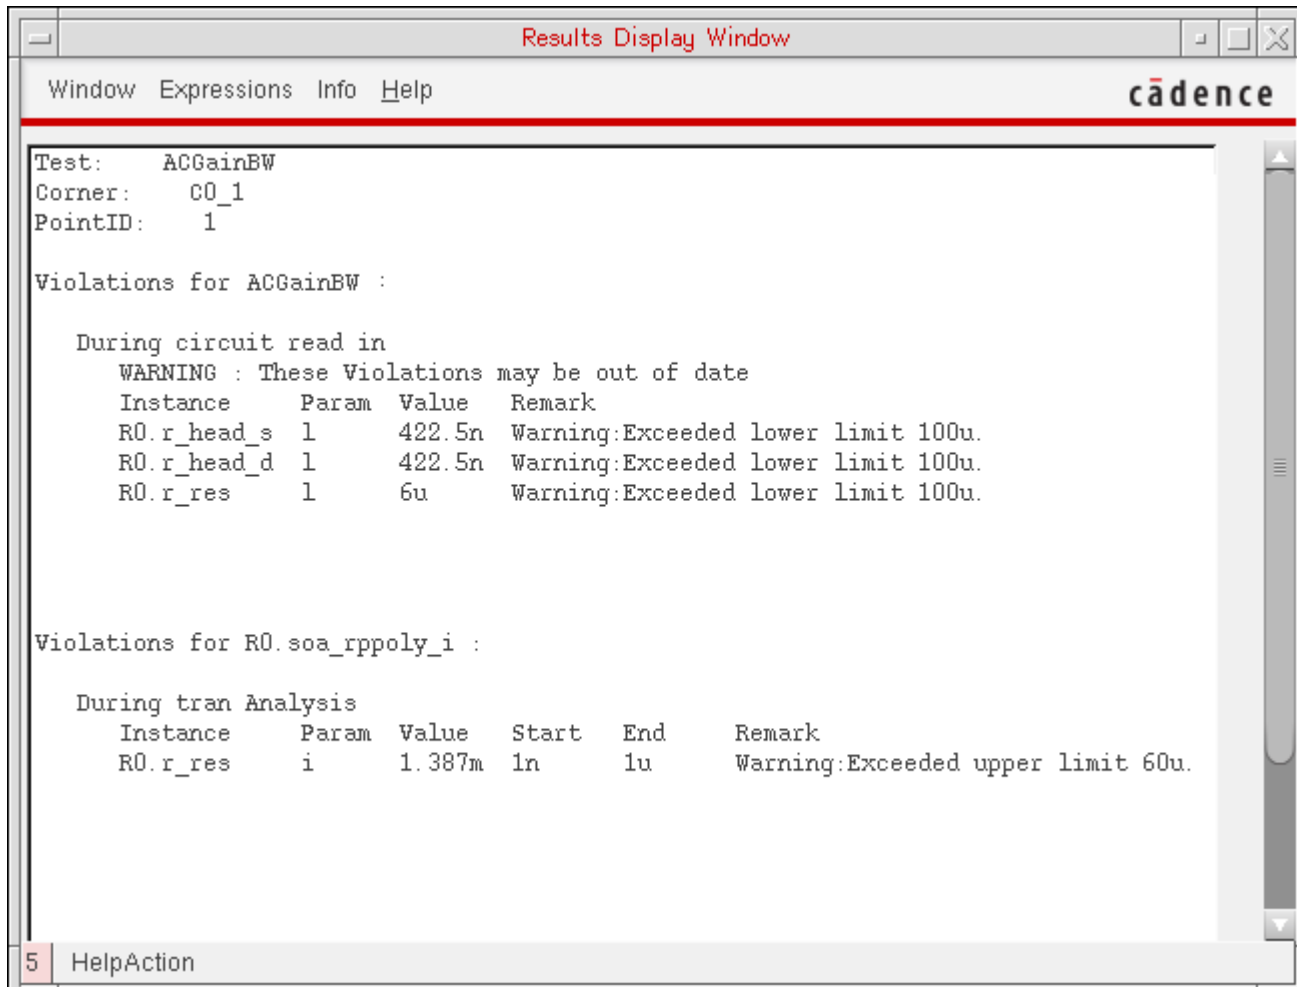 Results Display Window
Window Expressions Info Help
cādence
Test: ACGainBW
Corner: C0_1
PointID: 1
Violations for ACGainBW :
During circuit read in
WARNING : These Violations may be out of date
Instance Param Value Remark
R0.r_head_s l 422.5n Warning:Exceeded lower limit 100u.
R0.r_head_d l 422.5n Warning:Exceeded lower limit 100u.
R0.r_res l 6u Warning:Exceeded lower limit 100u.
Violations for R0.soa_rppoly_i :
During tran Analysis
Instance Param Value Start End Remark
R0.r_res i 1.387m 1n 1u Warning:Exceeded upper limit 60u.
5 HelpAction